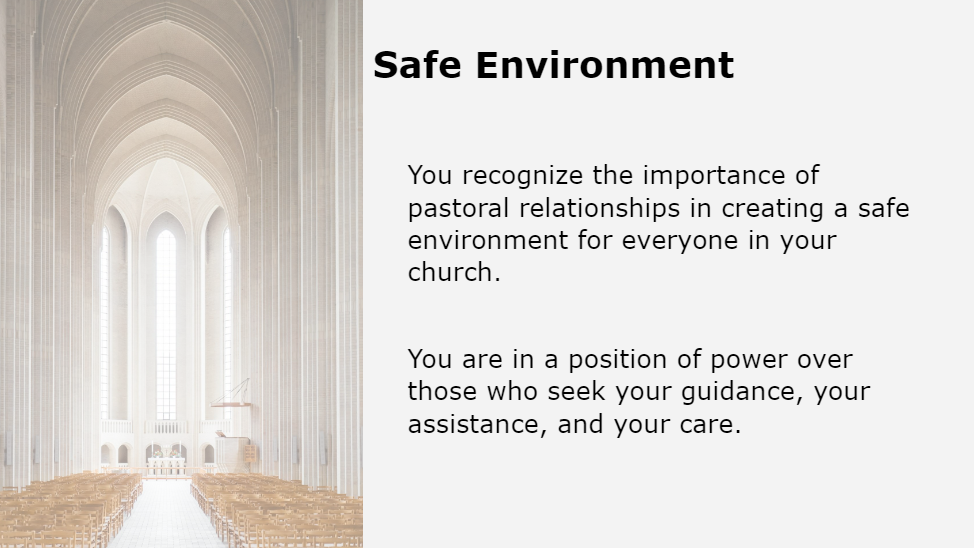 Safe Environment
You recognize the importance of
pastoral relationships in creating a safe
environment for everyone in your
church.
You are in a position of power over
those who seek your guidance, your
assistance, and your care.